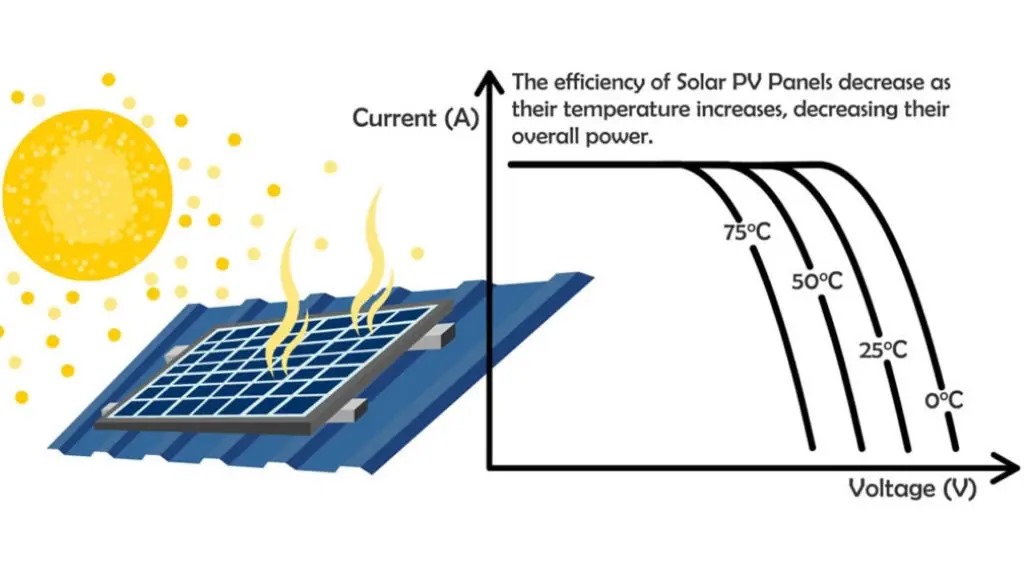 The efficiency of Solar PV Panels decrease as
their temperature increases, decreasing their
overall power.
Current (A)
75°C
50°C
25°C
0°C
Voltage (V)